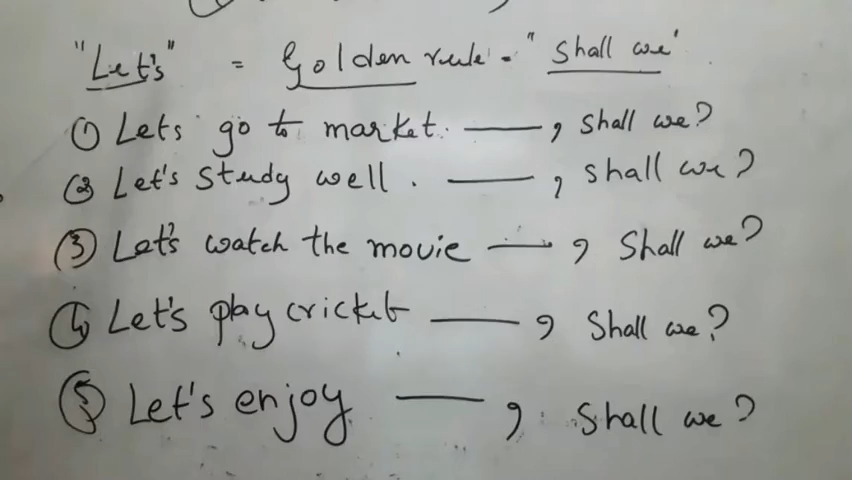 "Let's" = Golden rule - "shall we"
① Lets go to market. —— , shall we?
② Let's study well . —— , shall we?
③ Let's watch the movie —— , Shall we?
④ Let's play cricket —— , Shall we?
⑤ Let's enjoy —— , Shall we?